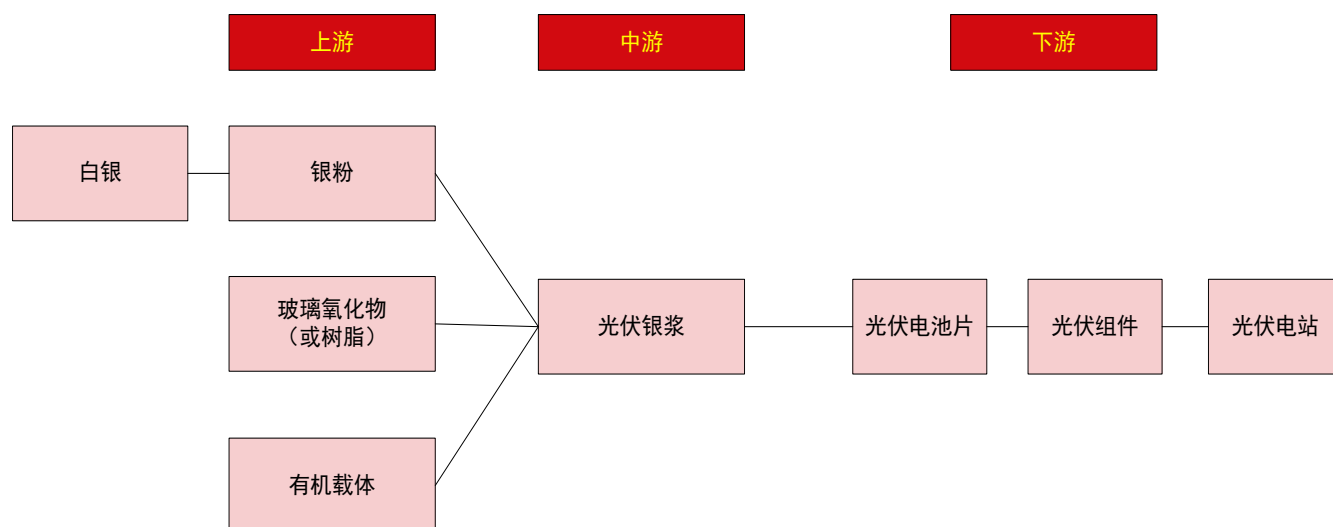 上游
中游
下游
白银
银粉
玻璃氧化物
（或树脂）
光伏银浆
光伏电池片
光伏组件
光伏电站
有机载体